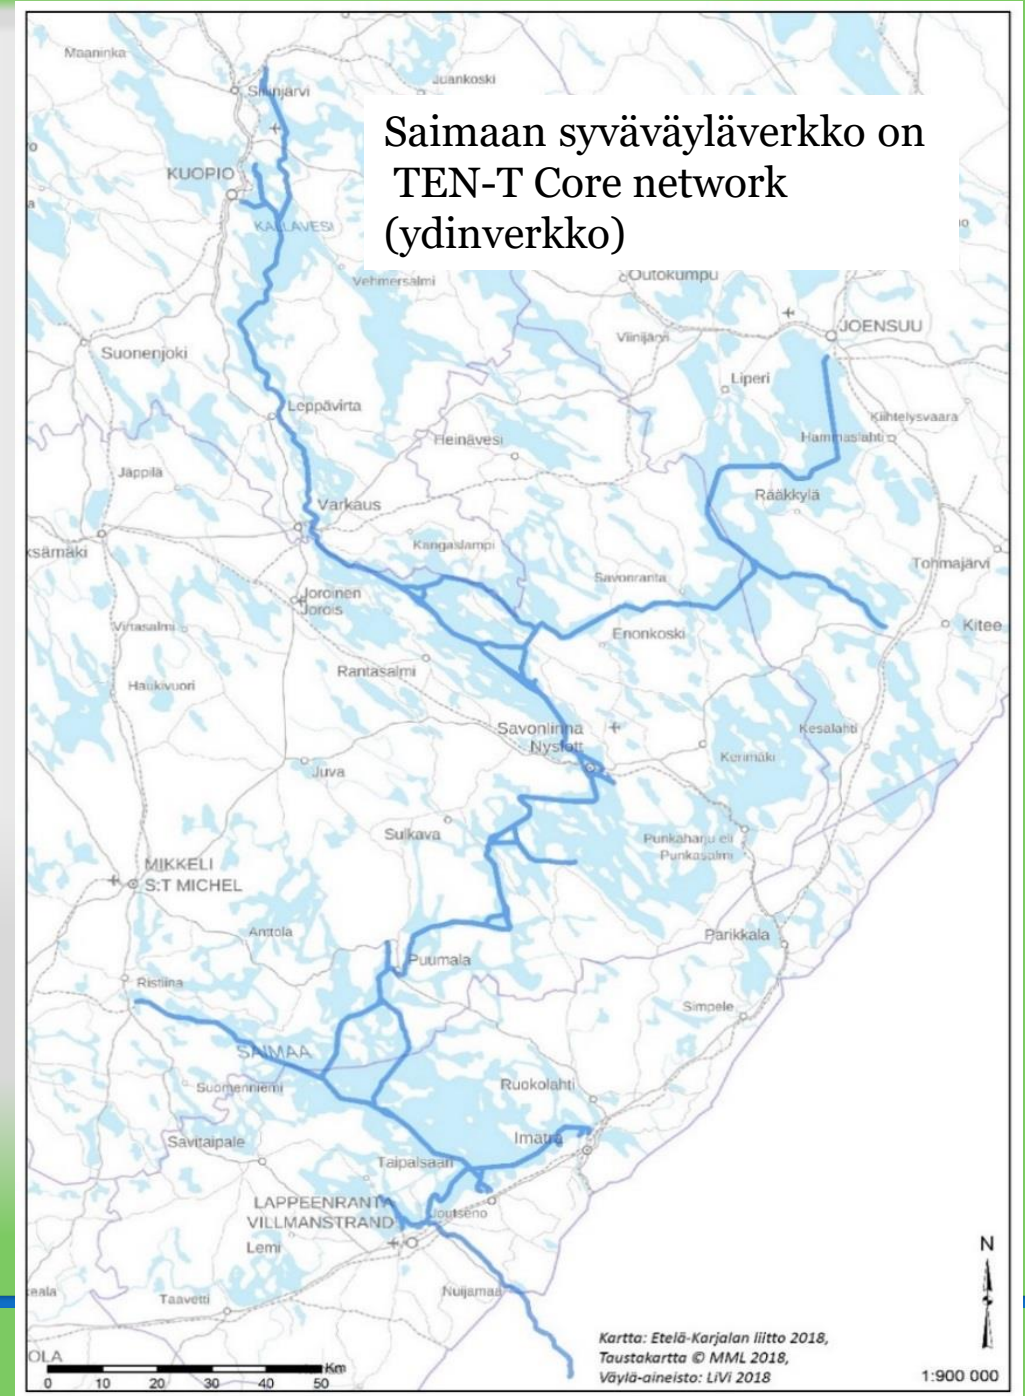 Maaninka
Juankoski
Siilinjärvi
Saimaan syväväyläverkko on
TEN-T Core network
(ydinverkko)
KUOPIO
KALLAVESI
Vehmersalmi
Outokumpu
JOENSUU
Viinijärvi
Suonenjoki
Liperi
Leppävirta
Kiihtelysvaara
Heinävesi
Hammaslahti
Jäppilä
Rääkkylä
Varkaus
Kangaslampi
ksämäki
Tohmajärvi
Savonranta
Joroinen
Jorois
Virtasalmi
Kitee
Enonkoski
Rantasalmi
Haukivuori
Savonlinna
Nyslott
Kesälahti
Kerimäki
Juva
Sulkava
Punkaharju eli
Punkasalmi
MIKKELI
S:T MICHEL
Anttola
Parikkala
Puumala
Ristiina
Simpele
SAIMAA
Suomenniemi
Ruokolahti
Savitaipale
Imatra
Taipalsaari
LAPPEENRANTA
VILLMANSTRAND
Joutseno
Lemi
N
Nuijamaa
eala
Taavetti
Kartta: Etelä-Karjalan liitto 2018,
Taustakartta © MML 2018,
Väylä-aineisto: LiVi 2018
OLA
Km
0 10 20 30 40 50
1:900 000